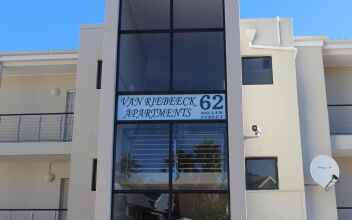 VAN RIEBEECK
APARTMENTS
62
MILLER
STREET